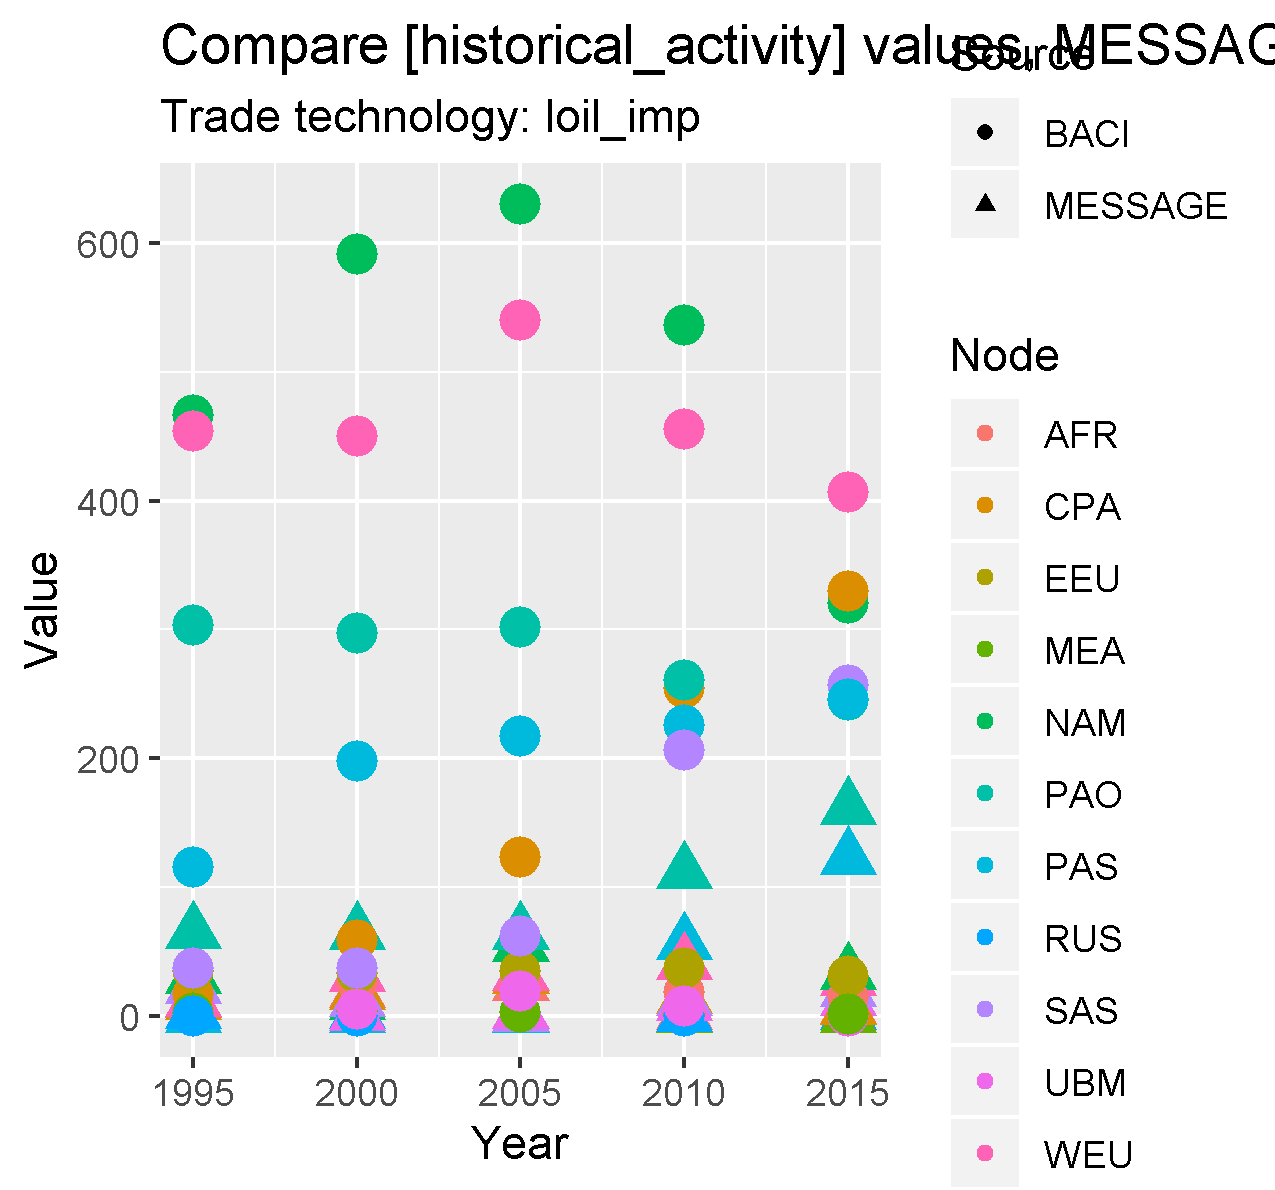 Compare [historical_activity] values, MESSAG
Trade technology: loil_imp
Source
BACI
MESSAGE
Node
AFR
CPA
EEU
MEA
NAM
PAO
PAS
RUS
SAS
UBM
WEU
Value
600
400
200
0
1995 2000 2005 2010 2015
Year